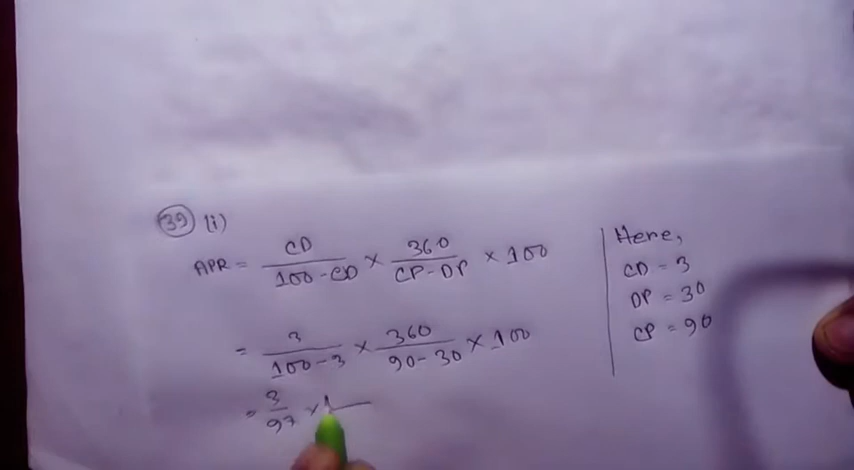 39 (i)
APR = CD / 100 - CD × 360 / CP - DP × 100
= 3 / 100 - 3 × 360 / 90 - 30 × 100
= 3 / 97 ×
Here,
CD = 3
DP = 30
CP = 90